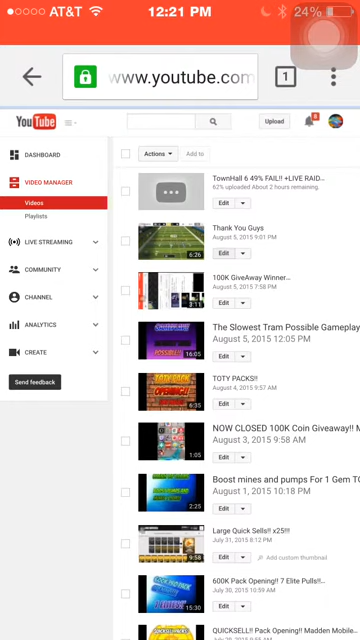 AT&T 12:21 PM 24%
www.youtube.com 1
YouTube Upload 8
DASHBOARD
VIDEO MANAGER
Videos
Playlists
LIVE STREAMING
COMMUNITY
CHANNEL
ANALYTICS
CREATE
Send feedback
Actions Add to
TownHall 6 49% FAIL!! +LIVE RAID...
62% uploaded About 2 hours remaining.
Edit
Thank You Guys
August 5, 2015 9:01 PM
6:26
Edit
100K GiveAway Winner...
August 5, 2015 7:58 PM
3:11
Edit
The Slowest Tram Possible Gameplay
August 5, 2015 12:05 PM
16:05
Edit
TOTY PACKS!!
August 4, 2015 9:57 AM
TOTY PACK
OPENING
6:35
Edit
NOW CLOSED 100K Coin Giveaway!! M
August 3, 2015 9:58 AM
1:05
Edit
Boost mines and pumps For 1 Gem TO
August 1, 2015 10:18 PM
2:25
Edit
Large Quick Sells!! x25!!!
July 31, 2015 8:12 PM
9:58
Edit Add custom thumbnail
600K Pack Opening!! 7 Elite Pulls!!...
July 30, 2015 10:59 AM
15:30
Edit
QUICKSELL!! Pack Opening!! Madden Mobile...